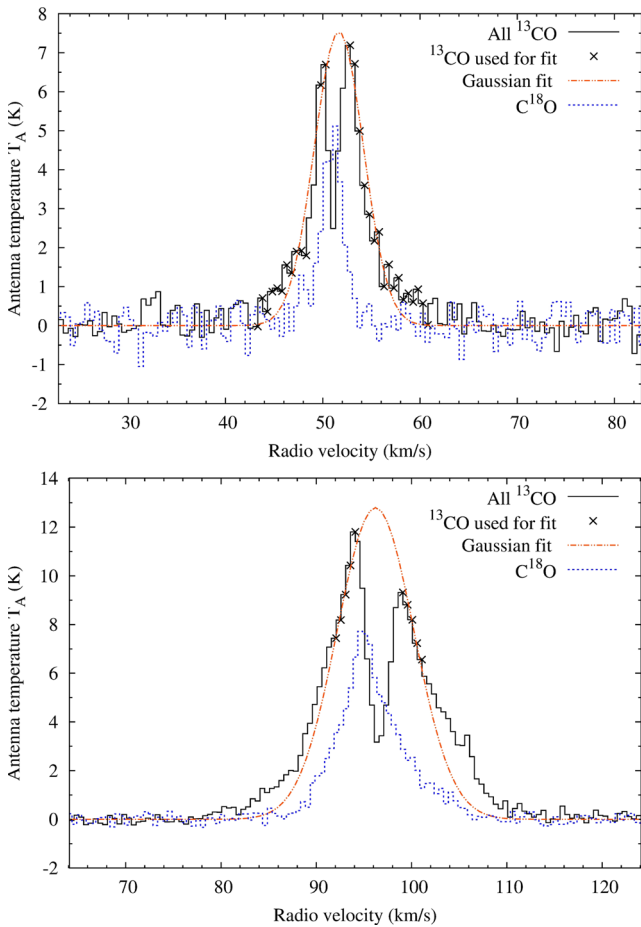 8
7
6
5
4
3
2
1
0
-1
-2
Antenna temperature T_A (K)
All ¹³CO
¹³CO used for fit
Gaussian fit
C¹⁸O
30 40 50 60 70 80
Radio velocity (km/s)
14
12
10
8
6
4
2
0
-2
Antenna temperature T_A (K)
All ¹³CO
¹³CO used for fit
Gaussian fit
C¹⁸O
70 80 90 100 110 120
Radio velocity (km/s)